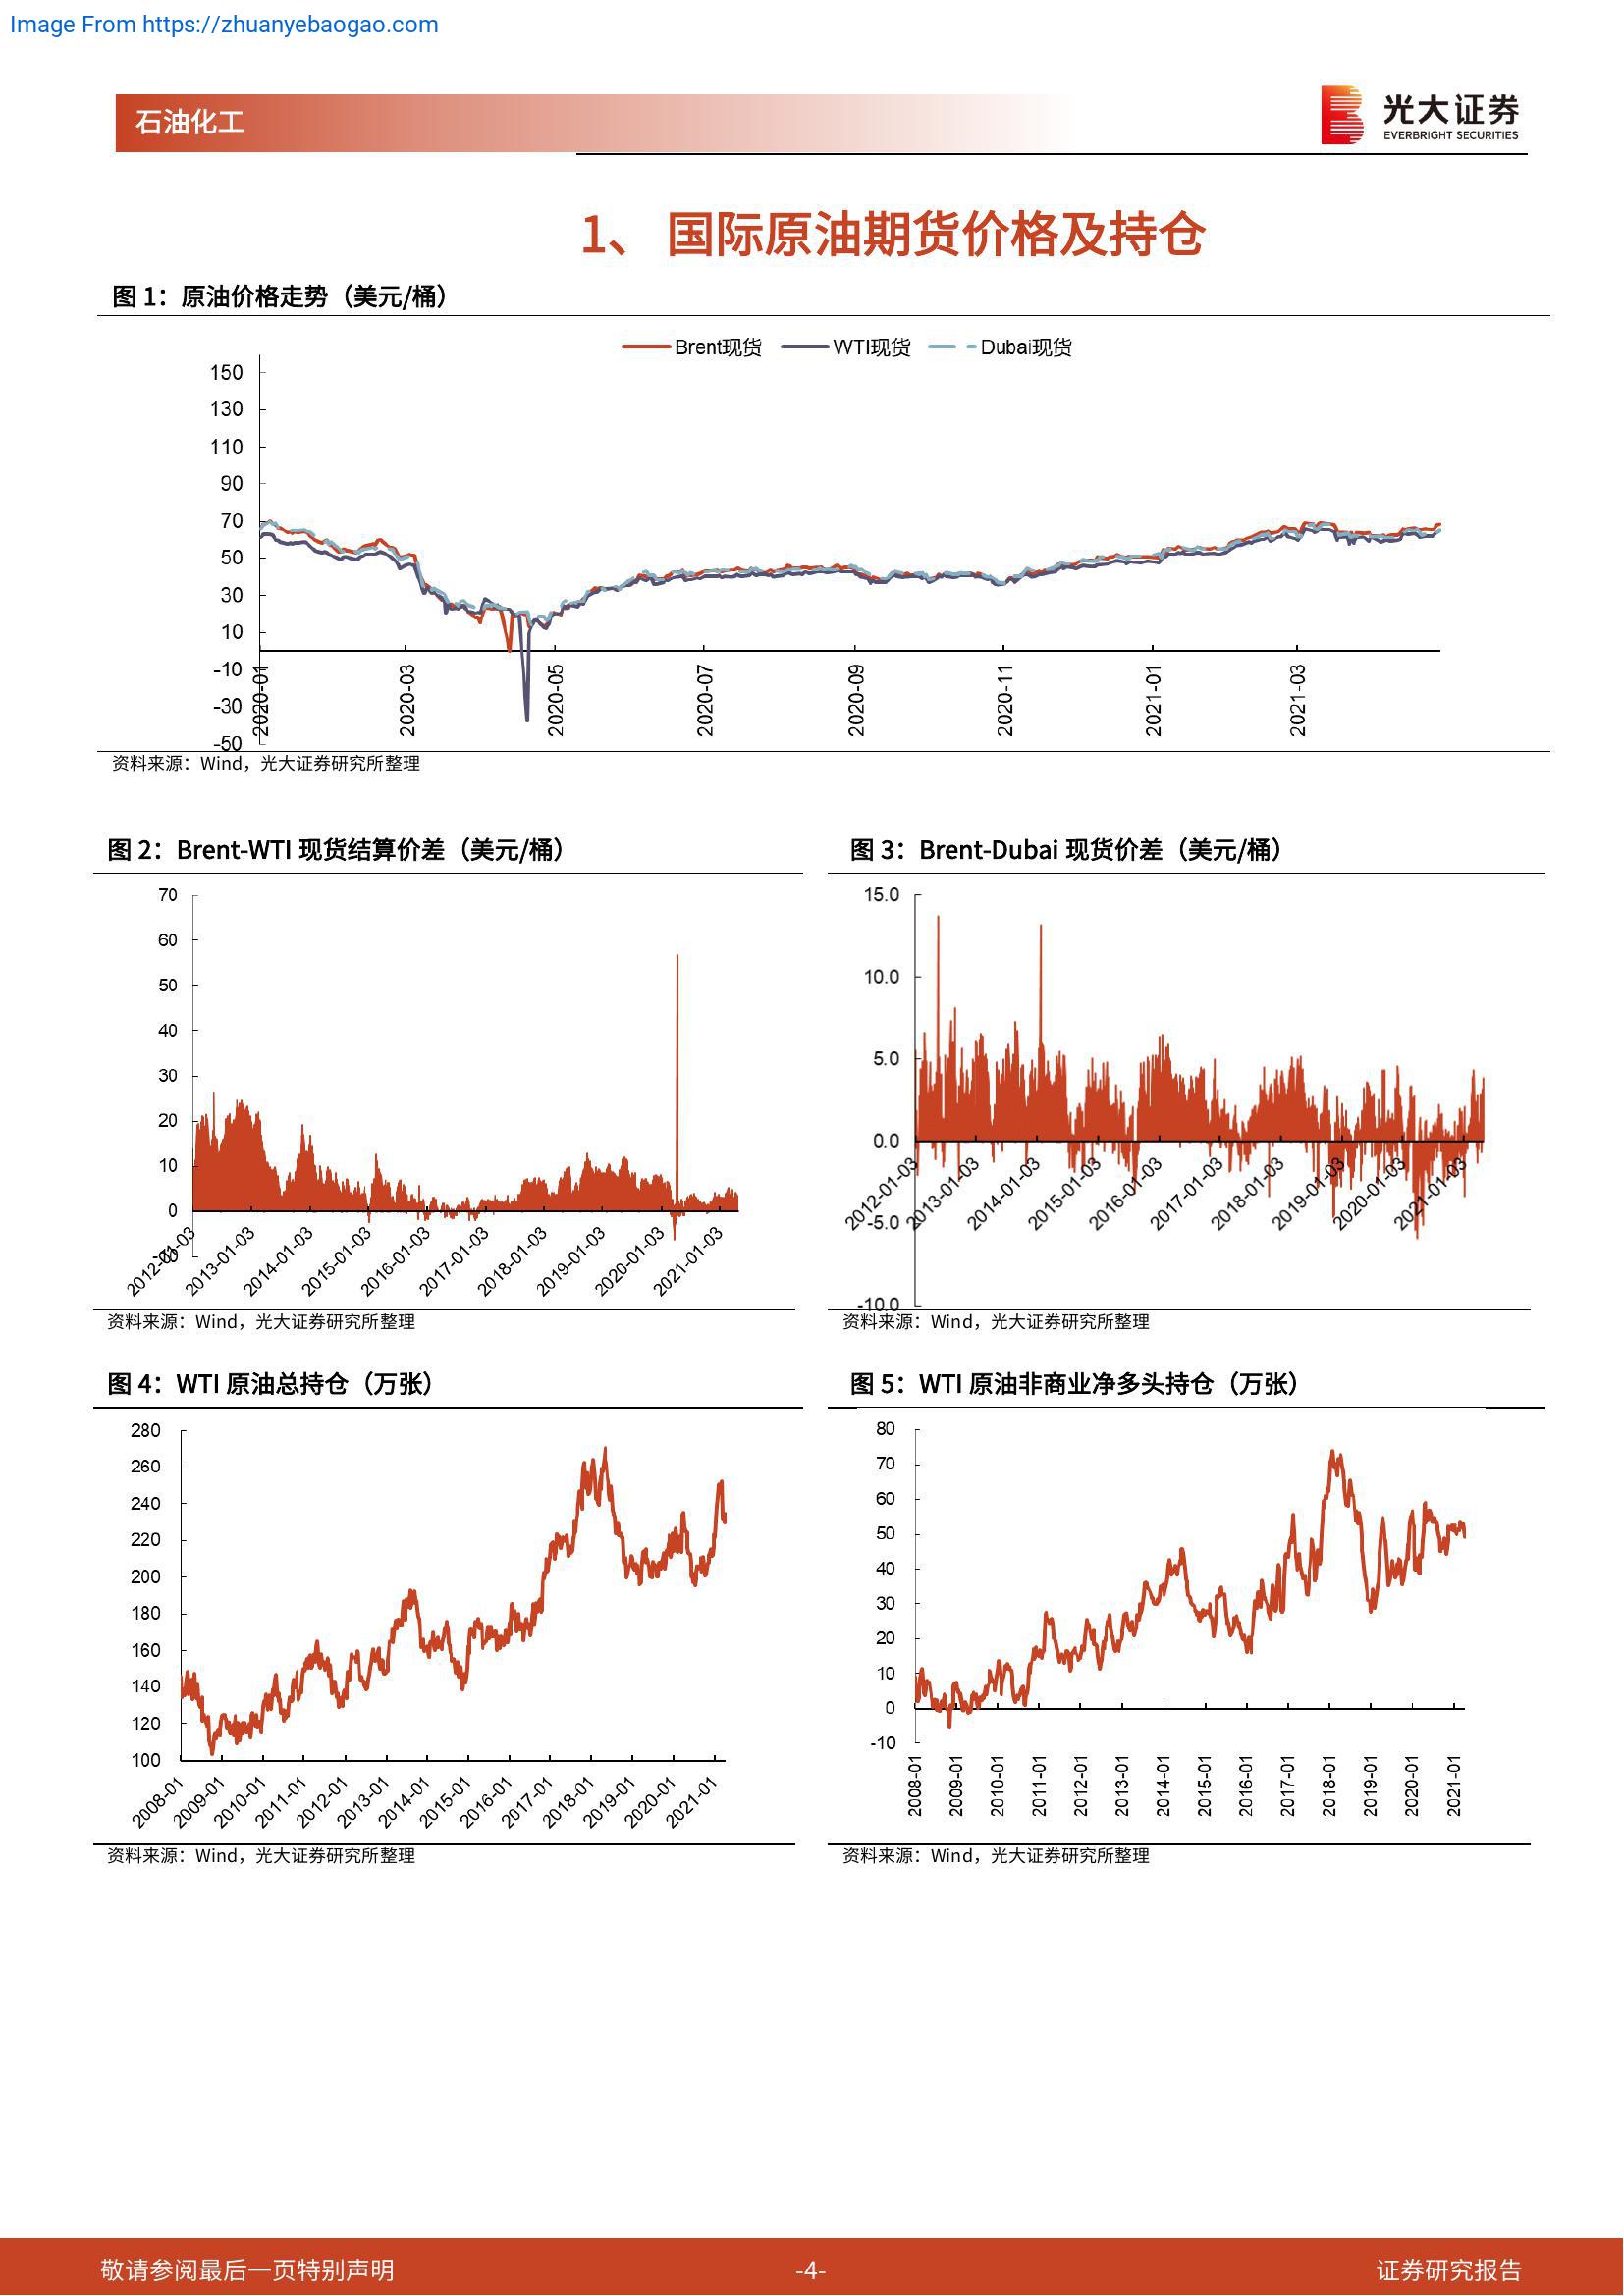 Image From https://zhuanyebaogao.com
石油化工
光大证券
EVERBRIGHT SECURITIES
1、 国际原油期货价格及持仓
图 1：原油价格走势（美元/桶）
Brent现货 WTI现货 Dubai现货
150
130
110
90
70
50
30
10
-10
-30
-50
2020-01 2020-03 2020-05 2020-07 2020-09 2020-11 2021-01 2021-03
资料来源：Wind，光大证券研究所整理
图 2：Brent-WTI 现货结算价差（美元/桶）
70
60
50
40
30
20
10
0
-10
2012-01-03 2013-01-03 2014-01-03 2015-01-03 2016-01-03 2017-01-03 2018-01-03 2019-01-03 2020-01-03 2021-01-03
资料来源：Wind，光大证券研究所整理
图 3：Brent-Dubai 现货价差（美元/桶）
15.0
10.0
5.0
0.0
-5.0
-10.0
2012-01-03 2013-01-03 2014-01-03 2015-01-03 2016-01-03 2017-01-03 2018-01-03 2019-01-03 2020-01-03 2021-01-03
资料来源：Wind，光大证券研究所整理
图 4：WTI 原油总持仓（万张）
280
260
240
220
200
180
160
140
120
100
2008-01 2009-01 2010-01 2011-01 2012-01 2013-01 2014-01 2015-01 2016-01 2017-01 2018-01 2019-01 2020-01 2021-01
资料来源：Wind，光大证券研究所整理
图 5：WTI 原油非商业净多头持仓（万张）
80
70
60
50
40
30
20
10
0
-10
2008-01 2009-01 2010-01 2011-01 2012-01 2013-01 2014-01 2015-01 2016-01 2017-01 2018-01 2019-01 2020-01 2021-01
资料来源：Wind，光大证券研究所整理
敬请参阅最后一页特别声明 -4- 证券研究报告